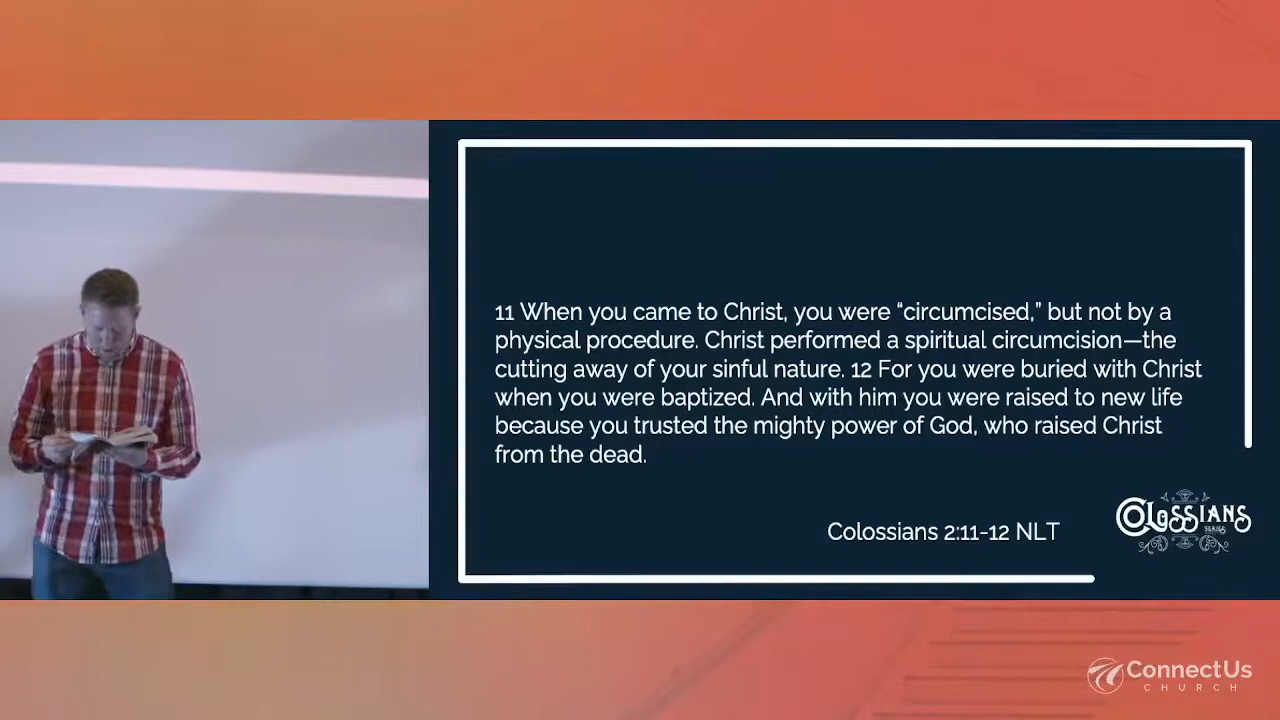 11 When you came to Christ, you were “circumcised,” but not by a
physical procedure. Christ performed a spiritual circumcision—the
cutting away of your sinful nature. 12 For you were buried with Christ
when you were baptized. And with him you were raised to new life
because you trusted the mighty power of God, who raised Christ
from the dead.
Colossians 2:11-12 NLT
COLOSSIANS
SERIES
ConnectUs
CHURCH